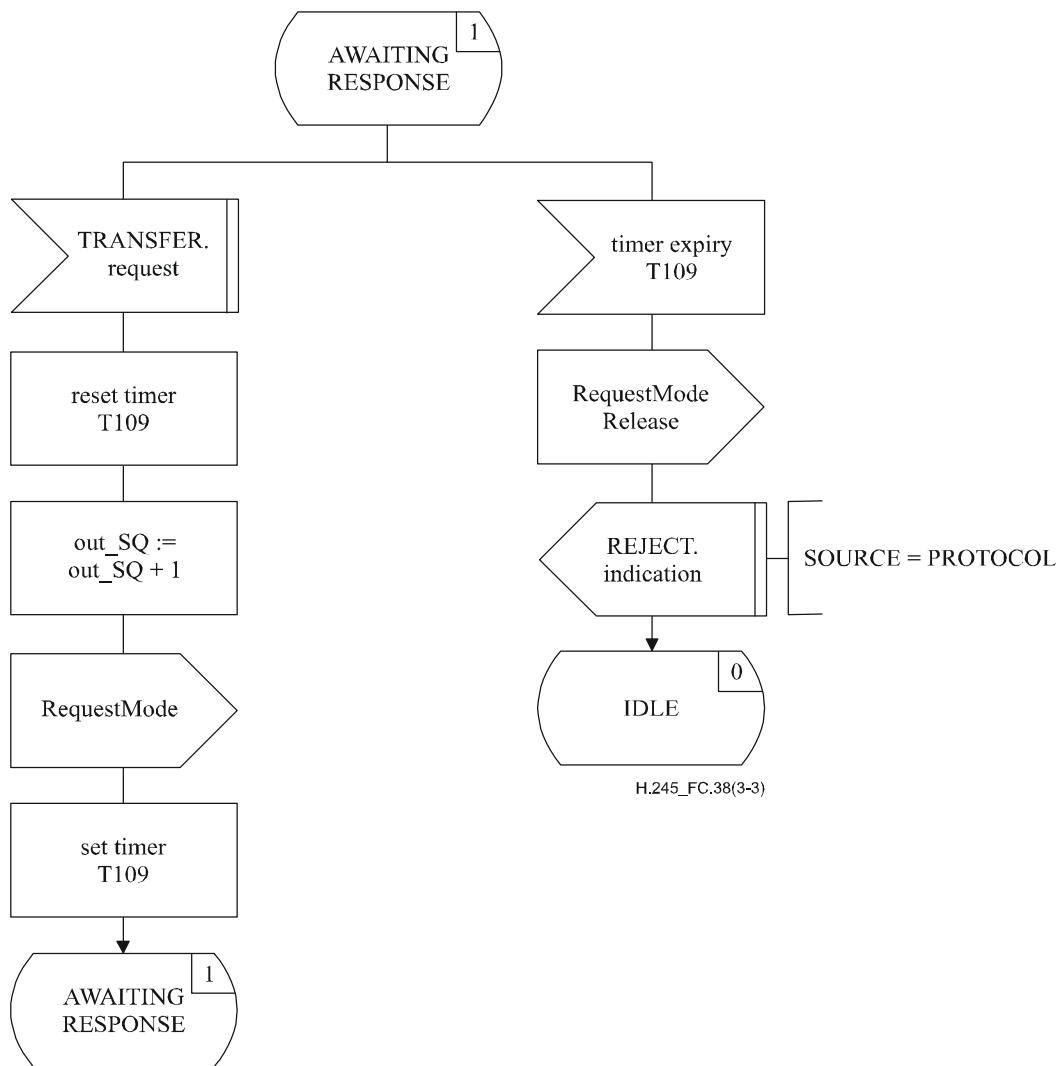 1
AWAITING
RESPONSE
TRANSFER.
request
reset timer
T109
out_SQ :=
out_SQ + 1
RequestMode
set timer
T109
1
AWAITING
RESPONSE
timer expiry
T109
RequestMode
Release
REJECT.
indication
SOURCE = PROTOCOL
0
IDLE
H.245_FC.38(3-3)